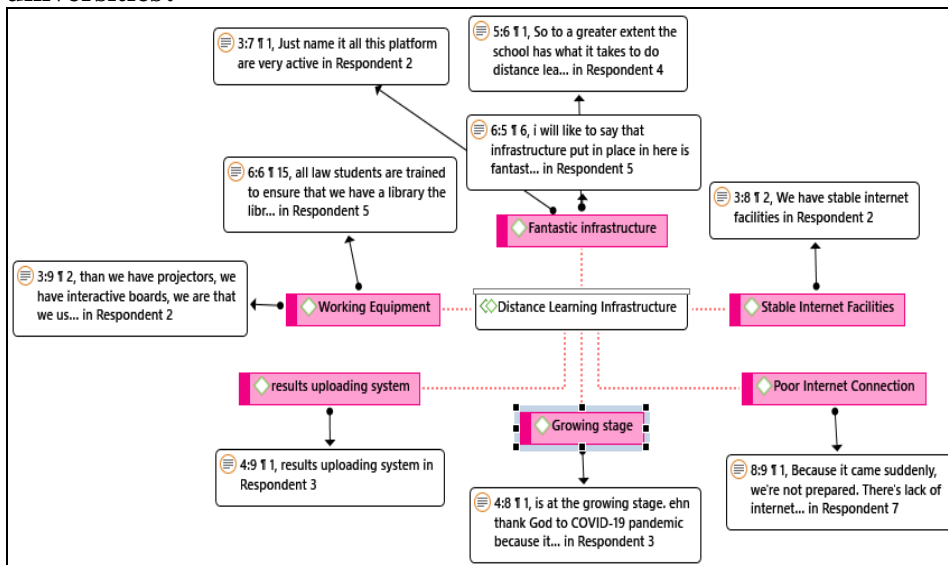 universities?
3:7 ¶ 1, Just name it all this platform
are very active in Respondent 2
5:6 ¶ 1, So to a greater extent the
school has what it takes to do
distance lea... in Respondent 4
6:5 ¶ 6, i will like to say that
infrastructure put in place in here is
fantast... in Respondent 5
6:6 ¶ 15, all law students are trained
to ensure that we have a library the
libr... in Respondent 5
3:8 ¶ 2, We have stable internet
facilities in Respondent 2
Fantastic infrastructure
3:9 ¶ 2, than we have projectors, we
have interactive boards, we are that
we us... in Respondent 2
Working Equipment
Distance Learning Infrastructure
Stable Internet Facilities
results uploading system
Poor Internet Connection
Growing stage
4:9 ¶ 1, results uploading system in
Respondent 3
8:9 ¶ 1, Because it came suddenly,
we're not prepared. There's lack of
internet... in Respondent 7
4:8 ¶ 1, is at the growing stage. ehn
thank God to COVID-19 pandemic
because it... in Respondent 3